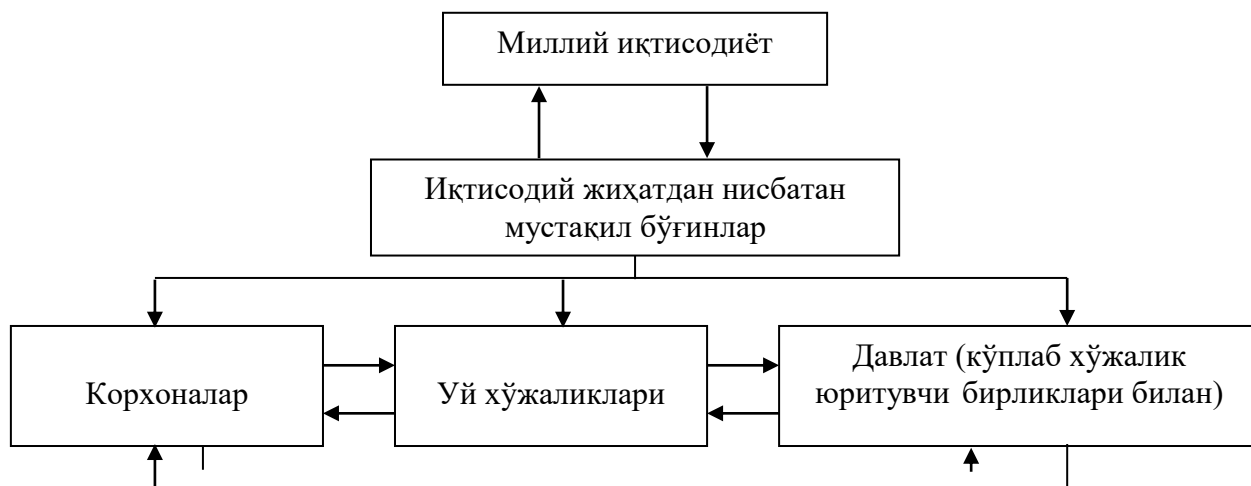 Миллий иқтисодиёт
Иқтисодий жиҳатдан нисбатан
мустақил бўғинлар
Корхоналар
Уй хўжаликлари
Давлат (кўплаб хўжалик
юритувчи бирликлари билан)